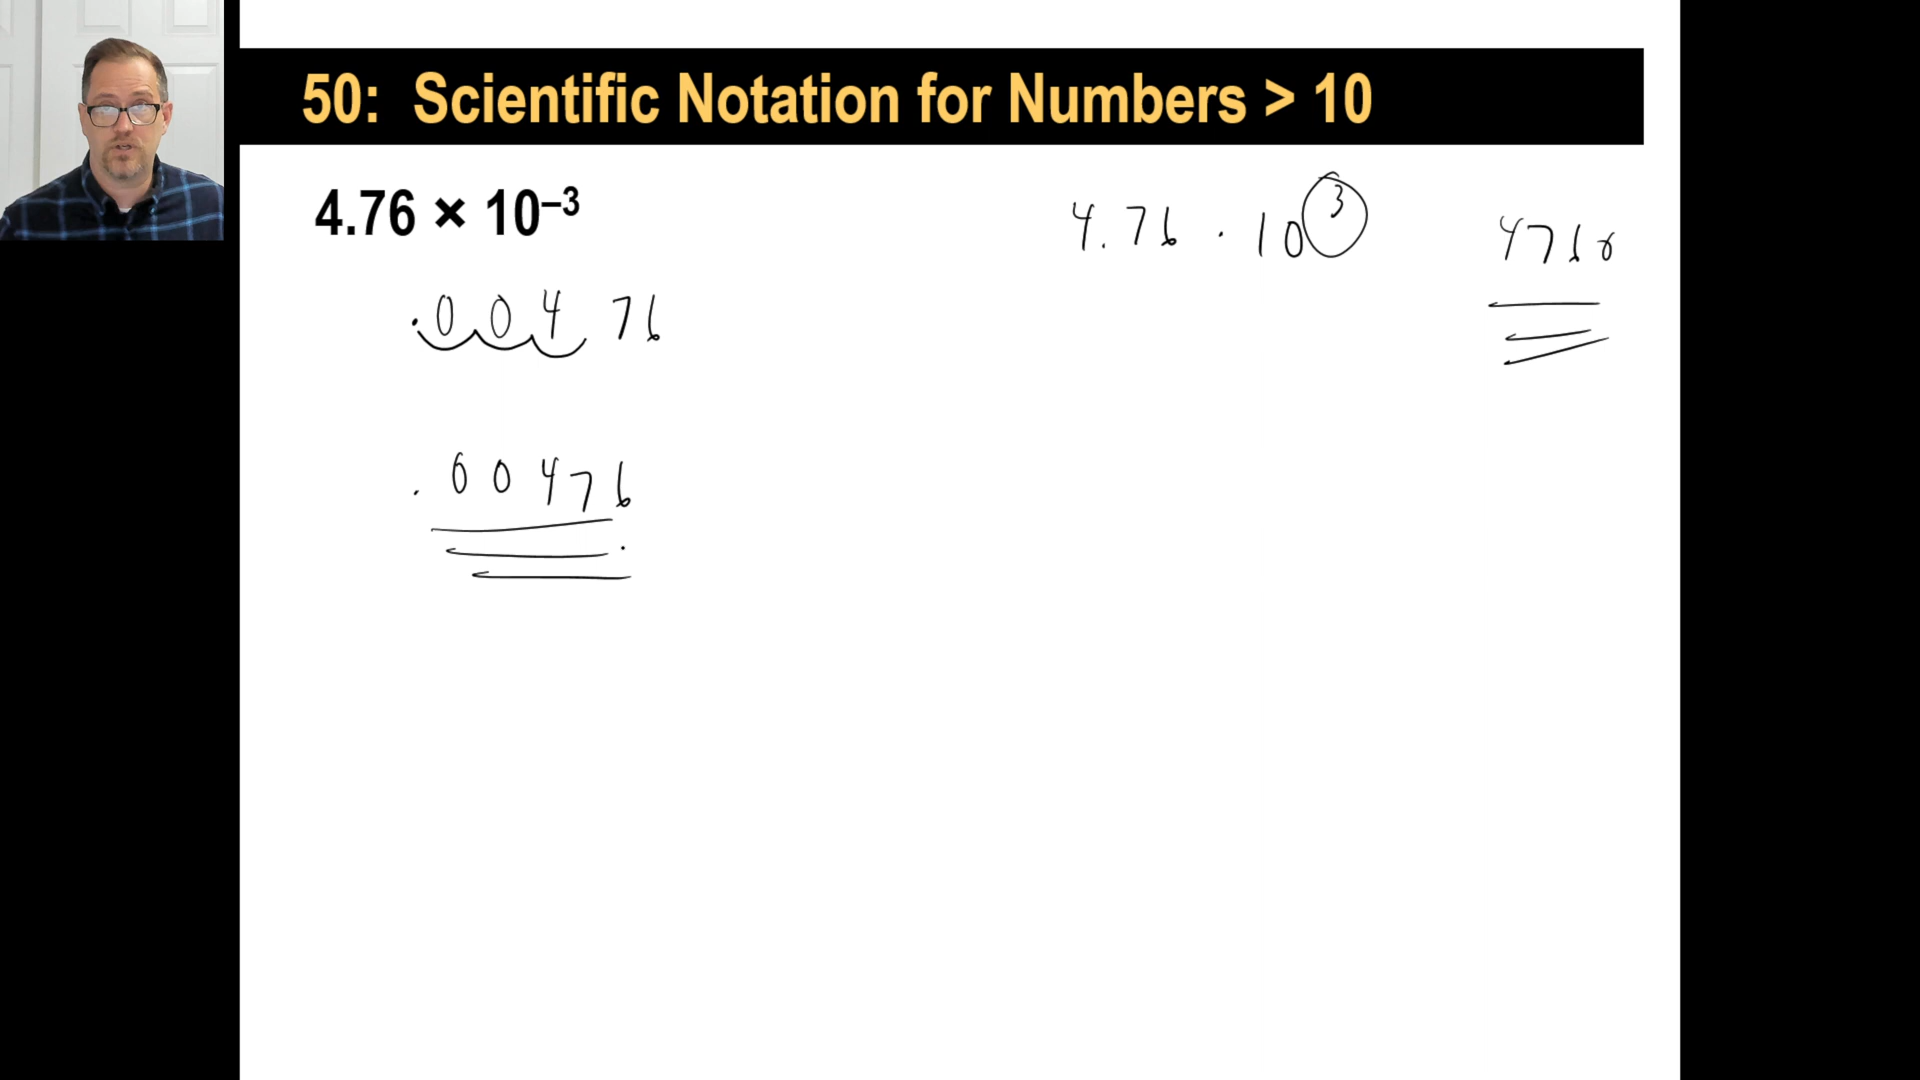 50: Scientific Notation for Numbers > 10
4.76 × 10⁻³
4.76 · 10³
4760
.00476
.00476